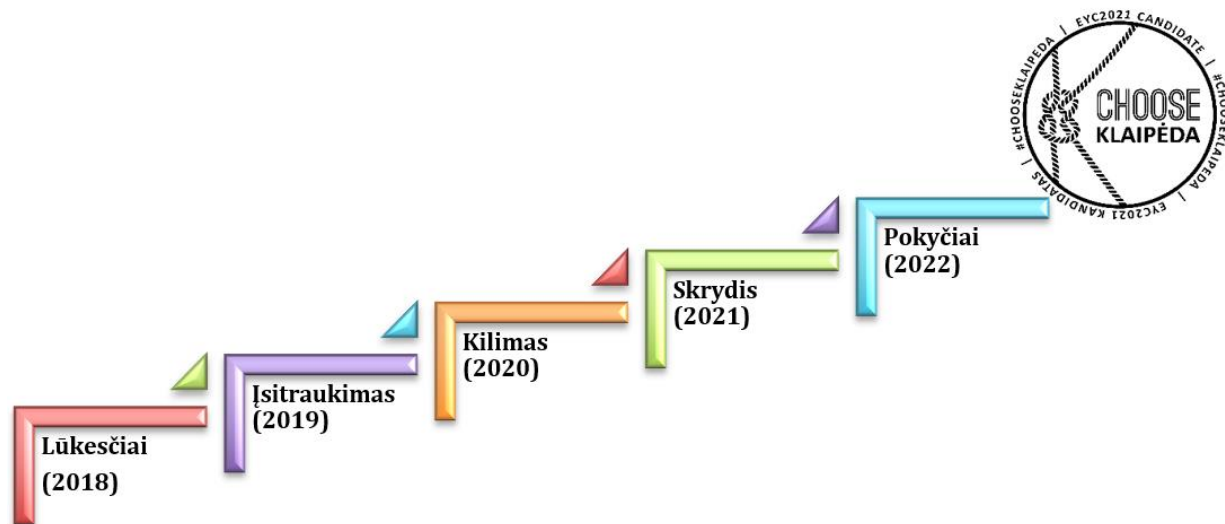 #CHOOSEKLAIPEDA | EYC2021 CANDIDATE | #CHOOSEKLAIPEDA | EYC2021 KANDIDATAS |
CHOOSE
KLAIPĖDA
Pokyčiai
(2022)
Skrydis
(2021)
Kilimas
(2020)
Įsitraukimas
(2019)
Lūkesčiai
(2018)